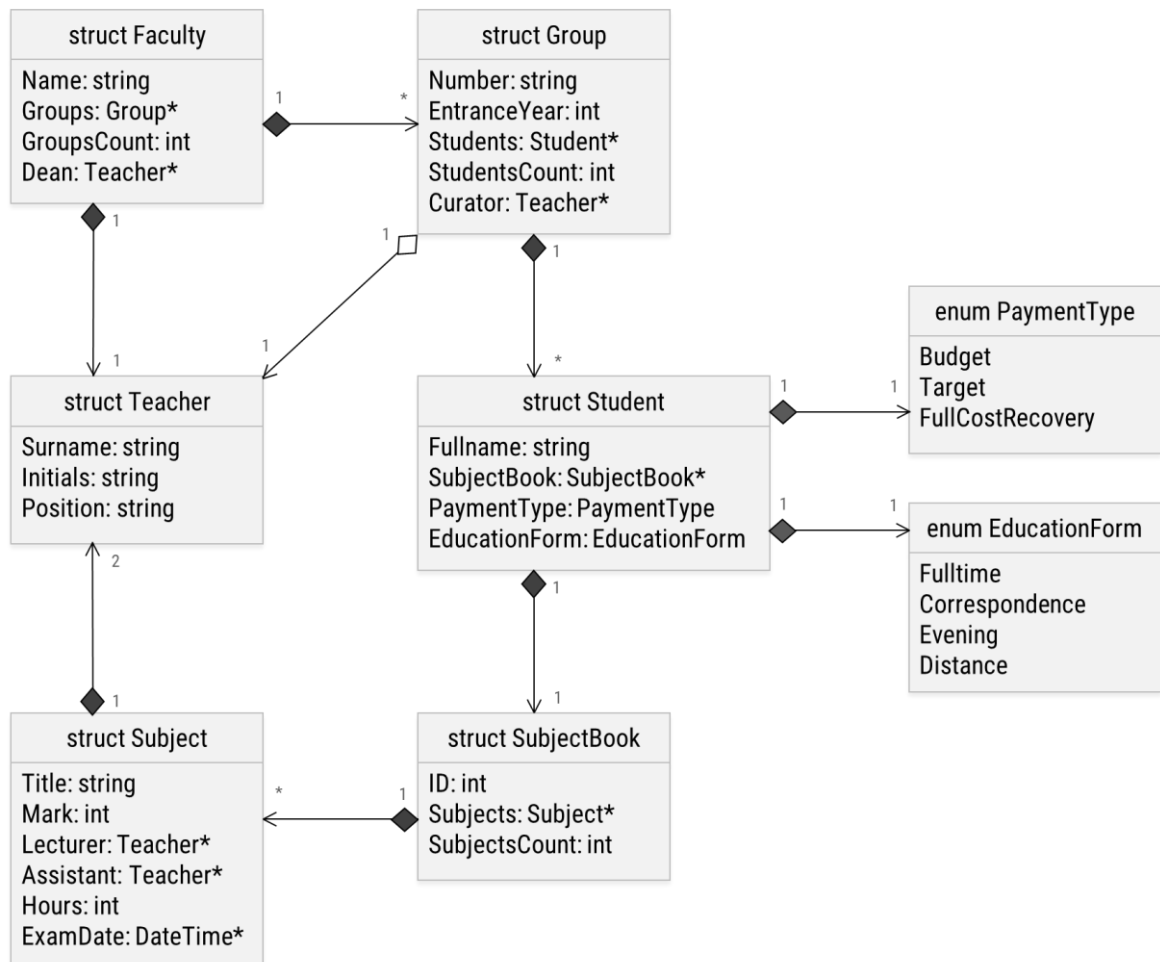 struct Faculty
Name: string
Groups: Group*
GroupsCount: int
Dean: Teacher*
1
*
struct Group
Number: string
EntranceYear: int
Students: Student*
StudentsCount: int
Curator: Teacher*
1
1
1
1
1
*
struct Teacher
Surname: string
Initials: string
Position: string
struct Student
Fullname: string
SubjectBook: SubjectBook*
PaymentType: PaymentType
EducationForm: EducationForm
1
1
enum PaymentType
Budget
Target
FullCostRecovery
1
1
enum EducationForm
Fulltime
Correspondence
Evening
Distance
2
1
1
1
struct Subject
Title: string
Mark: int
Lecturer: Teacher*
Assistant: Teacher*
Hours: int
ExamDate: DateTime*
*
1
struct SubjectBook
ID: int
Subjects: Subject*
SubjectsCount: int